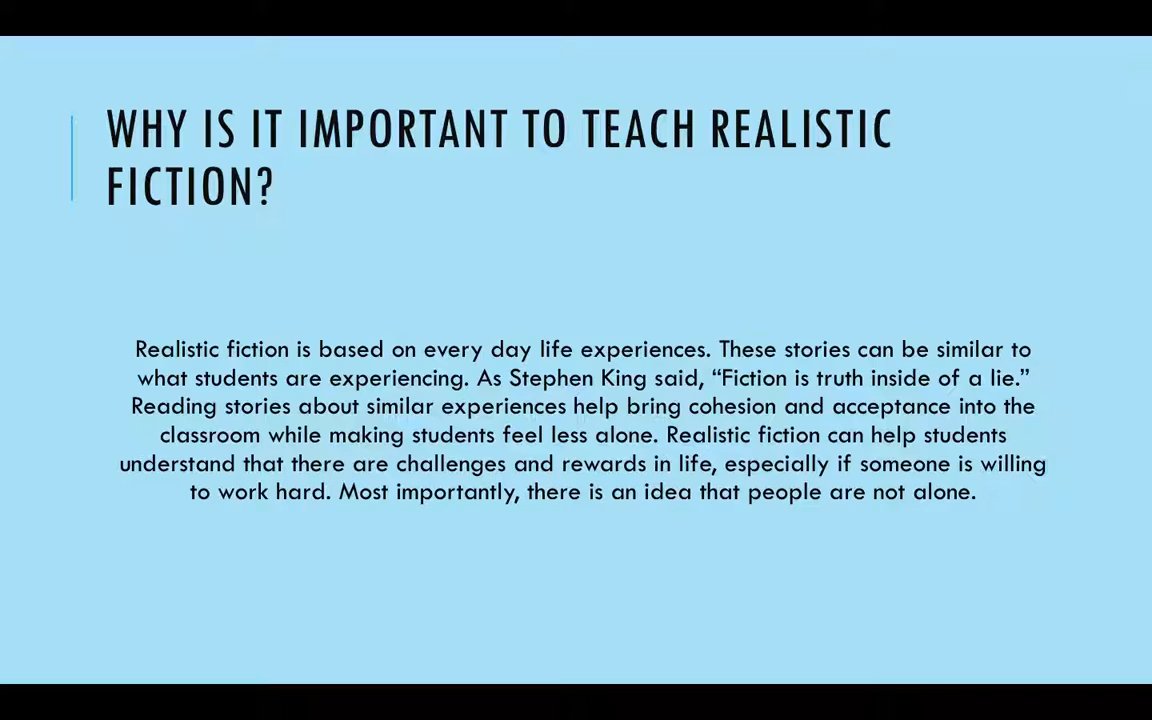 WHY IS IT IMPORTANT TO TEACH REALISTIC
FICTION?
Realistic fiction is based on every day life experiences. These stories can be similar to
what students are experiencing. As Stephen King said, “Fiction is truth inside of a lie.”
Reading stories about similar experiences help bring cohesion and acceptance into the
classroom while making students feel less alone. Realistic fiction can help students
understand that there are challenges and rewards in life, especially if someone is willing
to work hard. Most importantly, there is an idea that people are not alone.